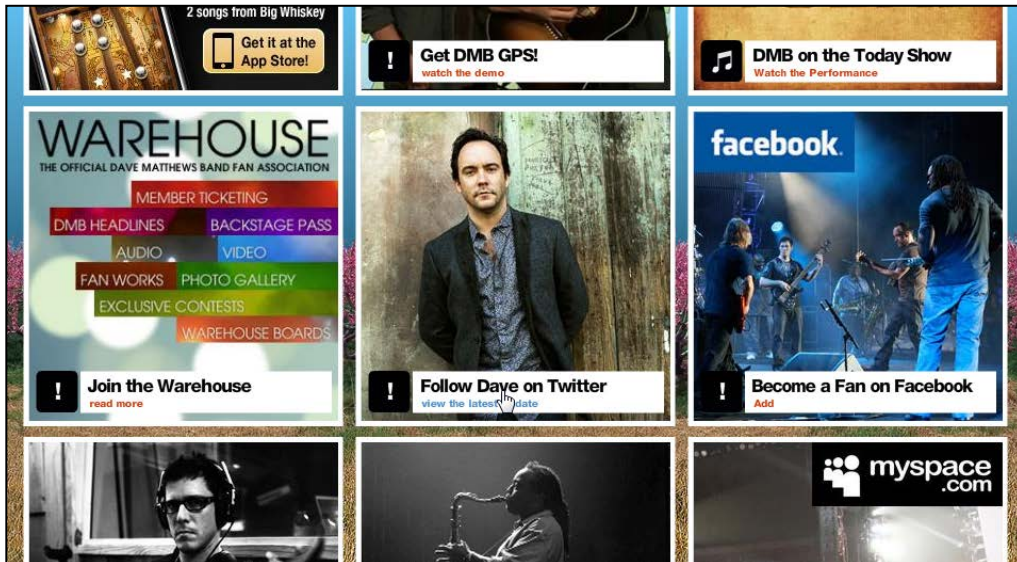 2 songs from Big Whiskey
Get it at the
App Store!
! Get DMB GPS!
watch the demo
DMB on the Today Show
Watch the Performance
WAREHOUSE
THE OFFICIAL DAVE MATTHEWS BAND FAN ASSOCIATION
MEMBER TICKETING
DMB HEADLINES BACKSTAGE PASS
AUDIO VIDEO
FAN WORKS PHOTO GALLERY
EXCLUSIVE CONTESTS
WAREHOUSE BOARDS
! Join the Warehouse
read more
! Follow Dave on Twitter
view the latest
facebook.
! Become a Fan on Facebook
Add
myspace
.com